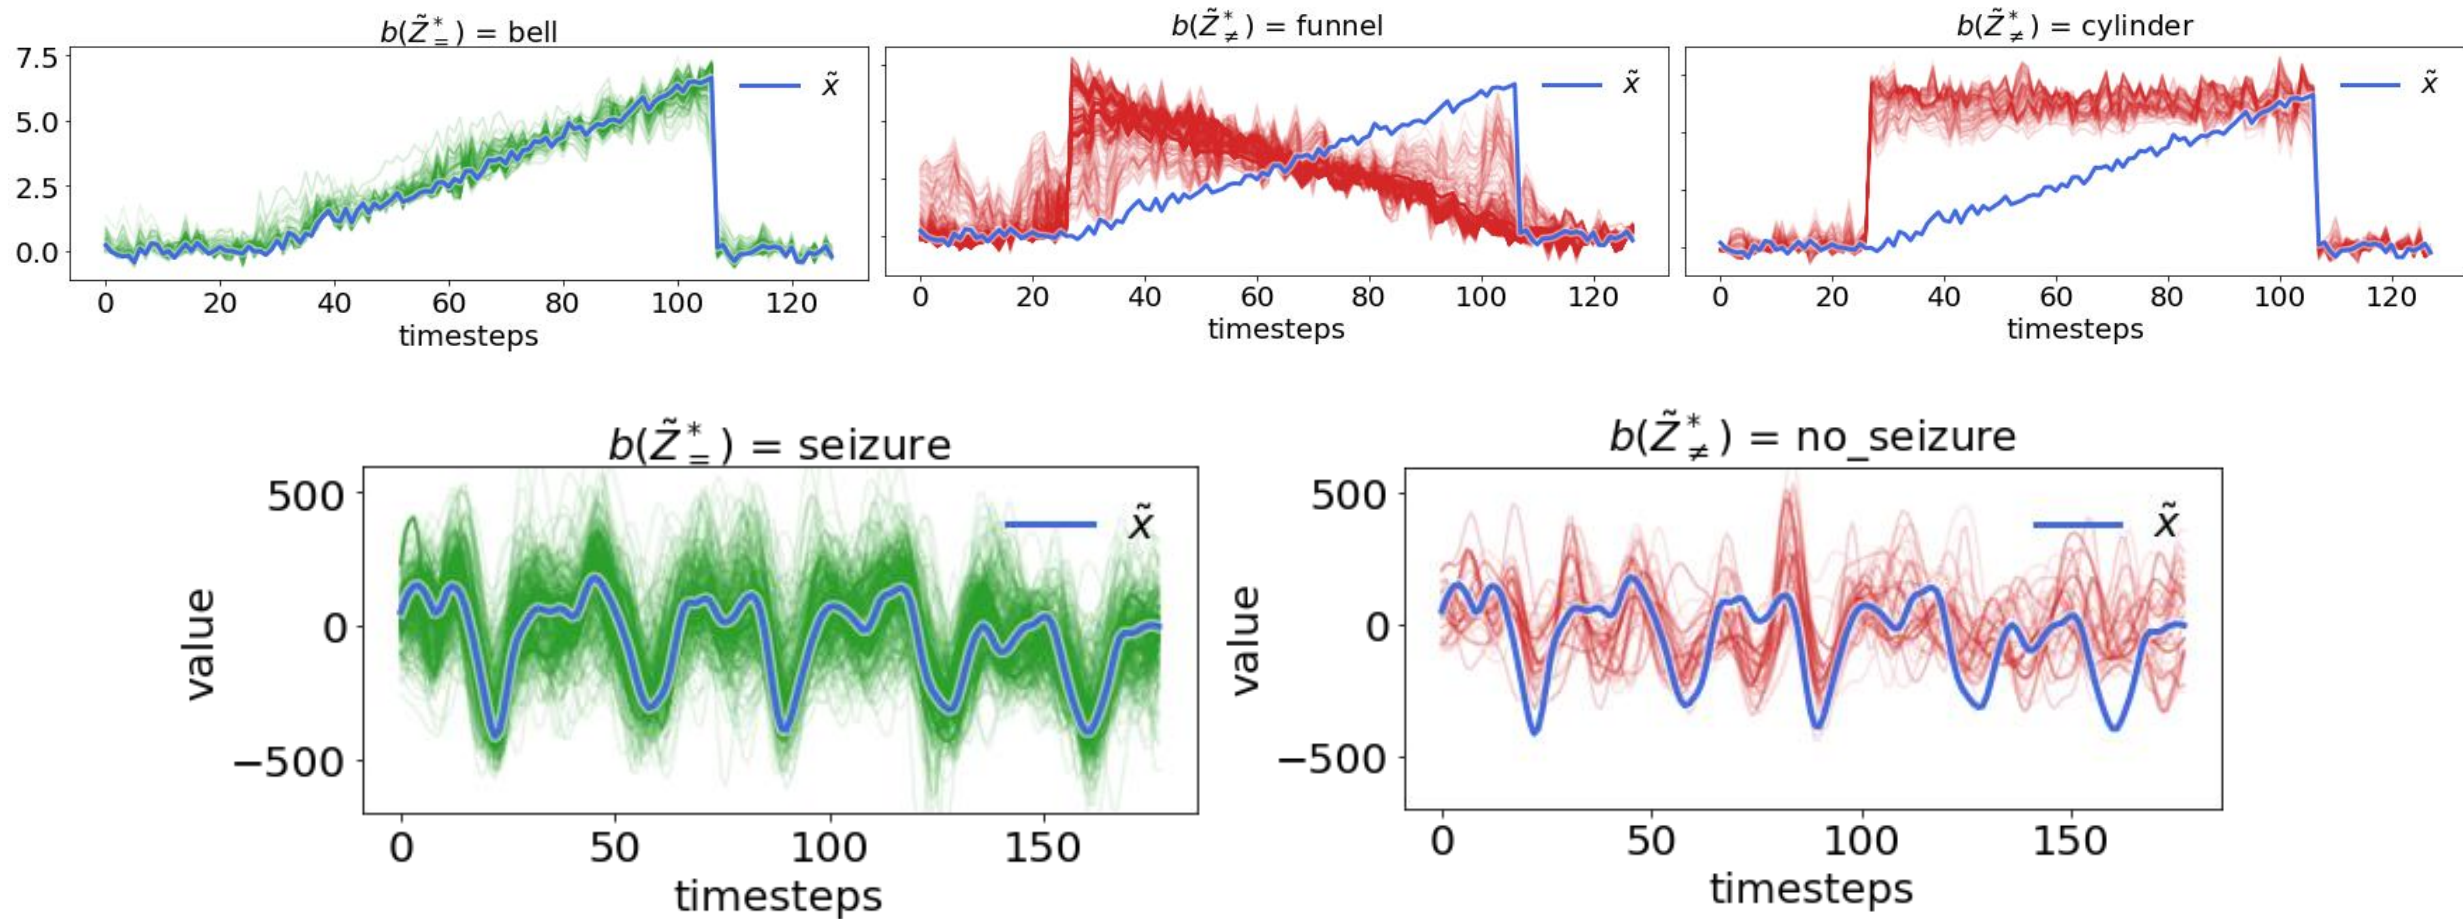 b(Z̃*₌) = bell
b(Z̃*≠) = funnel
b(Z̃*≠) = cylinder
7.5
5.0
2.5
0.0
x̃
x̃
x̃
0 20 40 60 80 100 120
0 20 40 60 80 100 120
0 20 40 60 80 100 120
timesteps
timesteps
timesteps
b(Z̃*₌) = seizure
500
0
−500
value
x̃
0 50 100 150
timesteps
b(Z̃*≠) = no_seizure
500
0
−500
value
x̃
0 50 100 150
timesteps